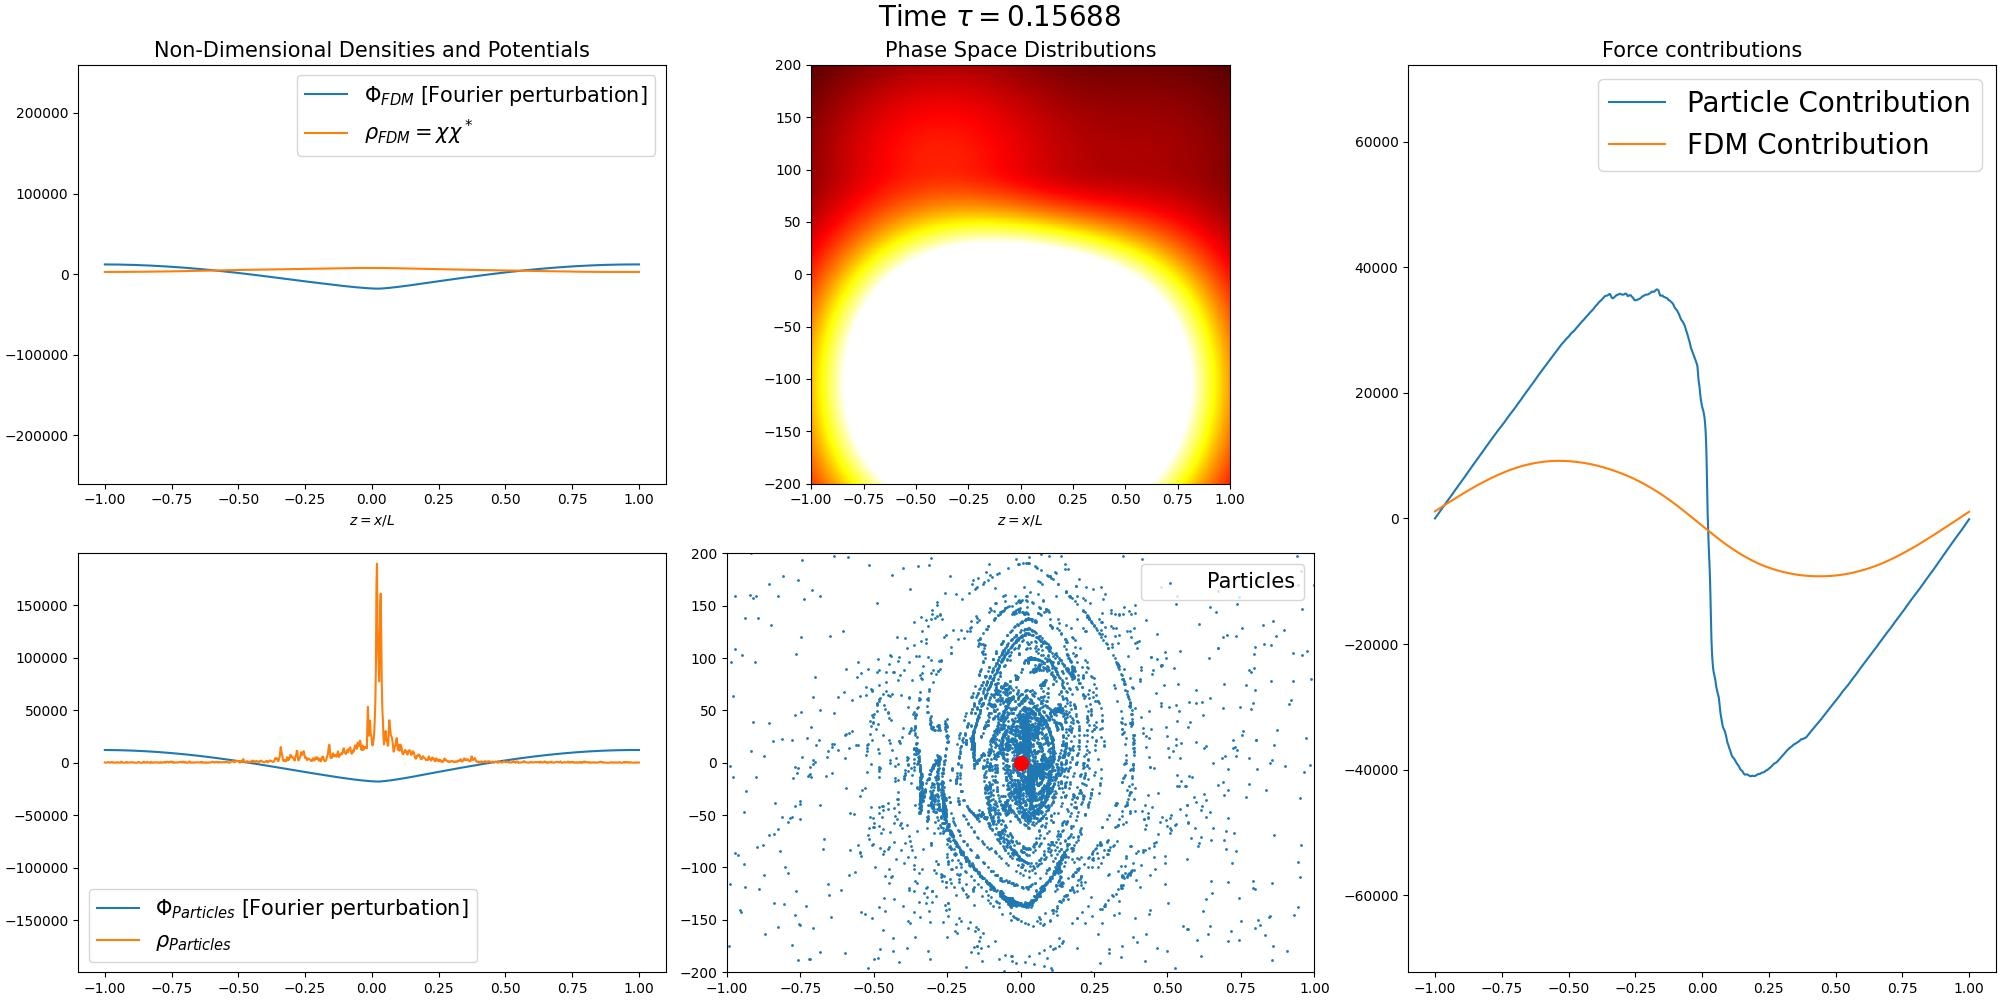 Time τ = 0.15688
Non-Dimensional Densities and Potentials
Φ_FDM [Fourier perturbation]
ρ_FDM = χχ*
200000
100000
0
−100000
−200000
−1.00 −0.75 −0.50 −0.25 0.00 0.25 0.50 0.75 1.00
z = x/L
Phase Space Distributions
200
150
100
50
0
−50
−100
−150
−200
−1.00 −0.75 −0.50 −0.25 0.00 0.25 0.50 0.75 1.00
z = x/L
Force contributions
Particle Contribution
FDM Contribution
60000
40000
20000
0
−20000
−40000
−60000
−1.00 −0.75 −0.50 −0.25 0.00 0.25 0.50 0.75 1.00
150000
100000
50000
0
−50000
−100000
−150000
Φ_Particles [Fourier perturbation]
ρ_Particles
−1.00 −0.75 −0.50 −0.25 0.00 0.25 0.50 0.75 1.00
Particles
200
150
100
50
0
−50
−100
−150
−200
−1.00 −0.75 −0.50 −0.25 0.00 0.25 0.50 0.75 1.00